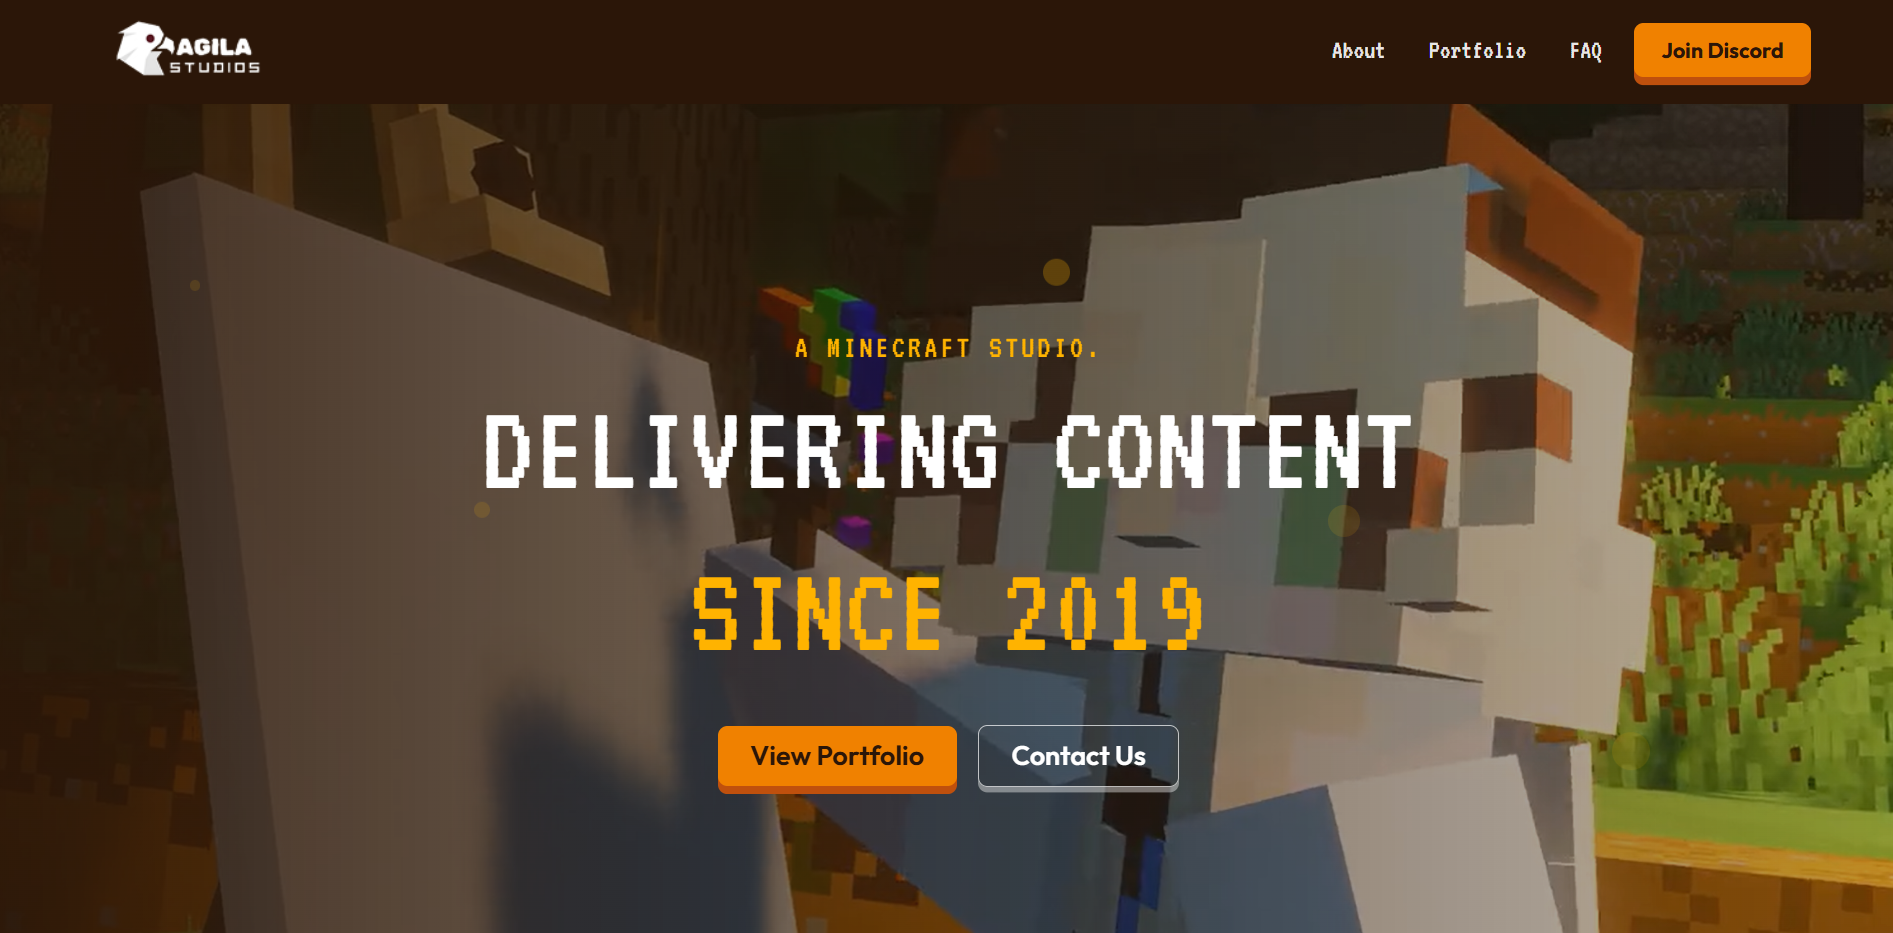 AGILA
STUDIOS
About
Portfolio
FAQ
Join Discord
A MINECRAFT STUDIO.
DELIVERING CONTENT
SINCE 2019
View Portfolio
Contact Us